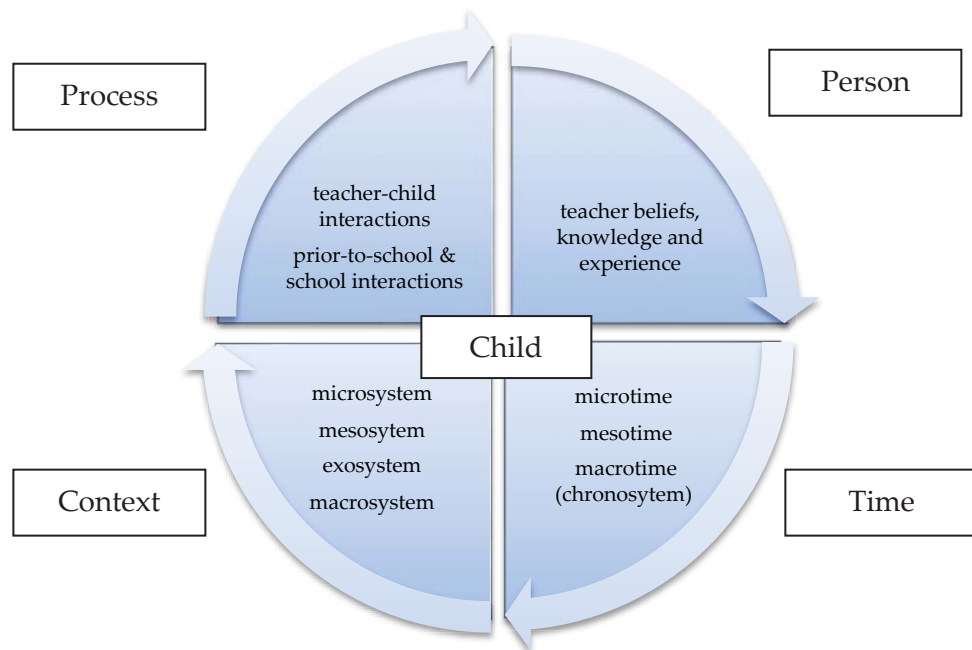 Process
Person
teacher-child
interactions
prior-to-school &
school interactions
teacher beliefs,
knowledge and
experience
Child
microsystem
mesosytem
exosystem
macrosystem
microtime
mesotime
macrotime
(chronosytem)
Context
Time